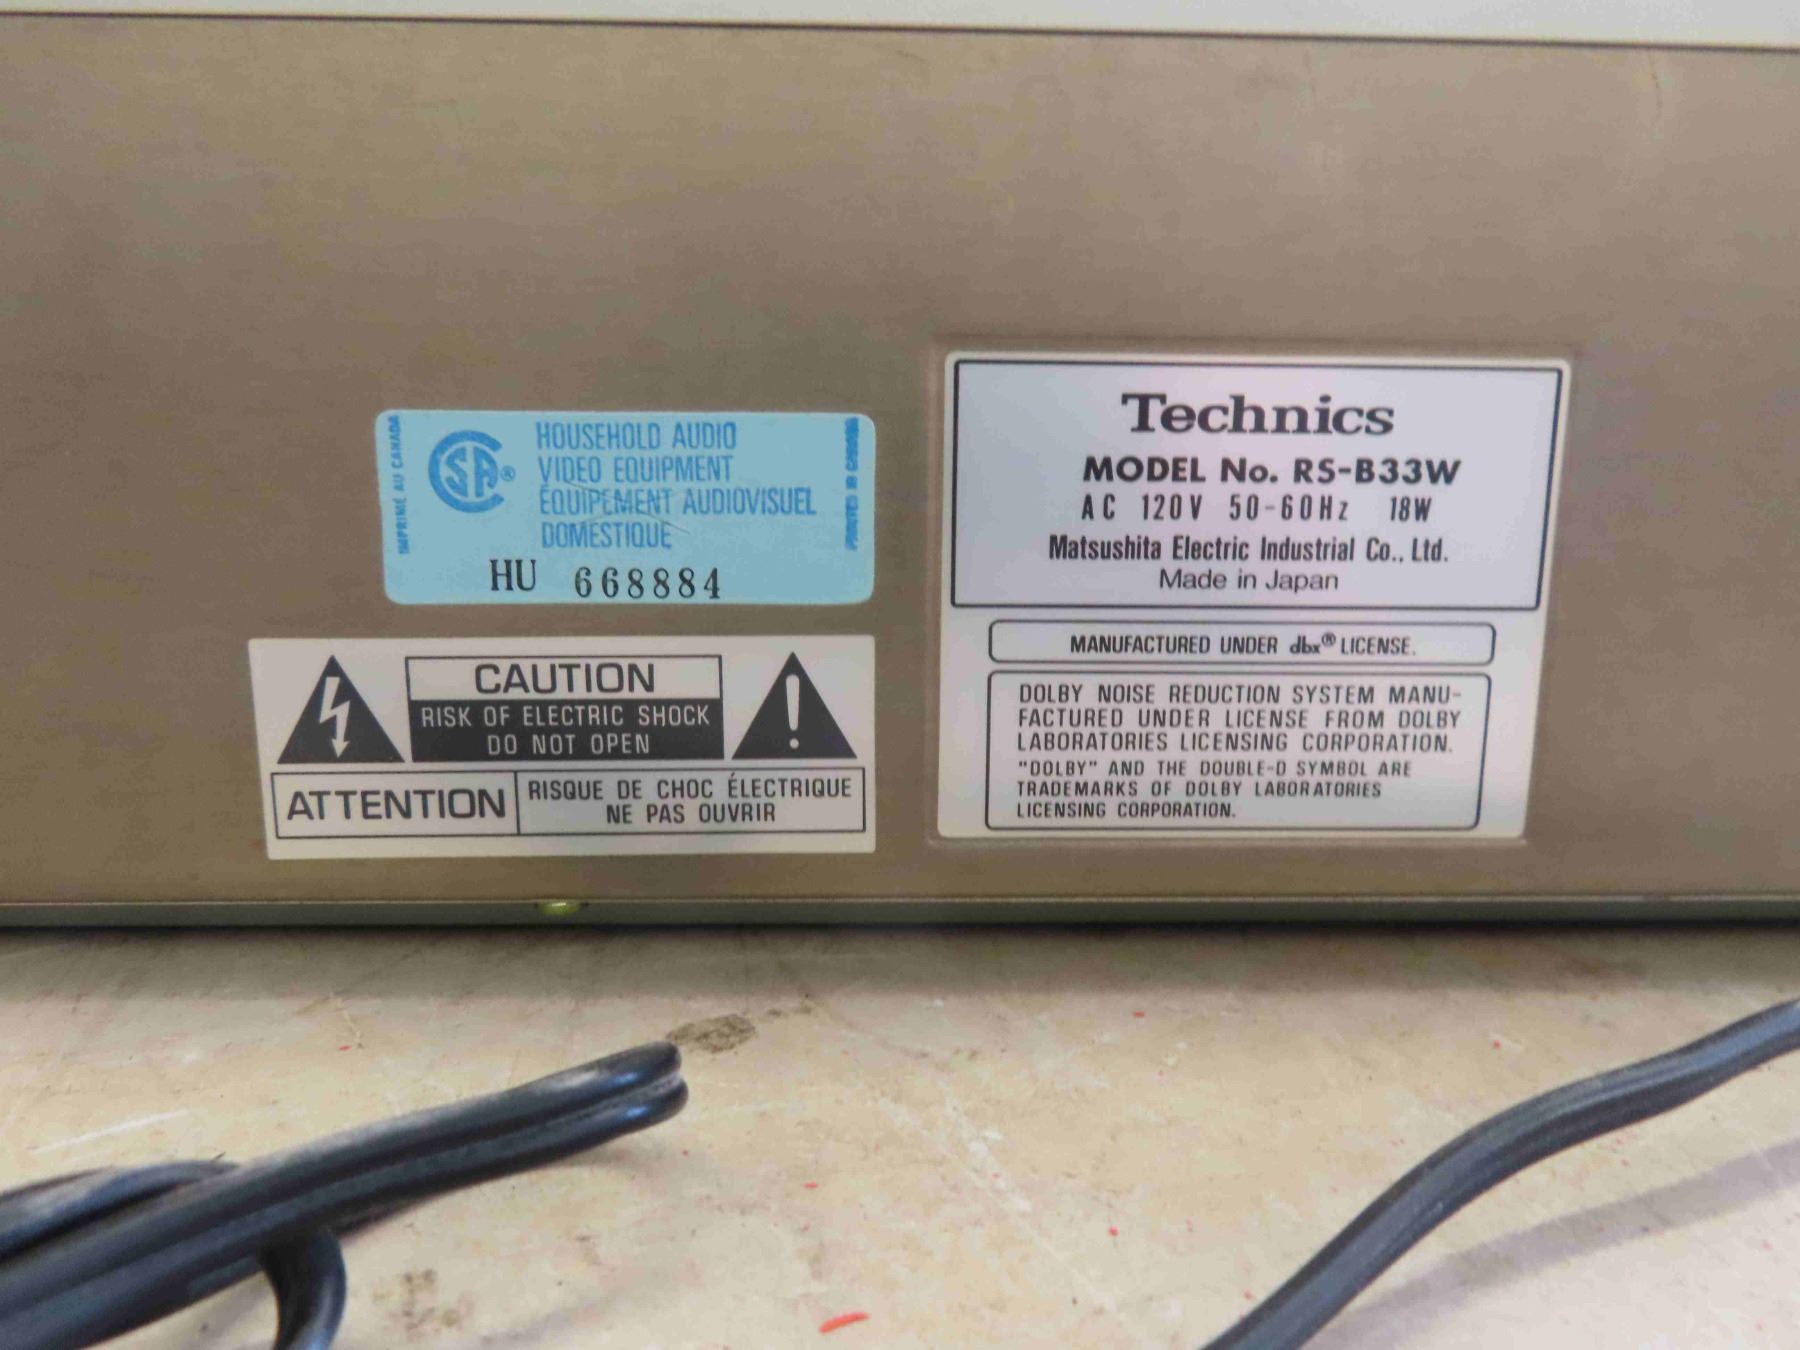 IMPRIMÉ AU CANADA
CSA®
HOUSEHOLD AUDIO
VIDEO EQUIPMENT
ÉQUIPEMENT AUDIOVISUEL
DOMESTIQUE
PRINTED IN CANADA
HU 668884
CAUTION
RISK OF ELECTRIC SHOCK
DO NOT OPEN
ATTENTION
RISQUE DE CHOC ÉLECTRIQUE
NE PAS OUVRIR
Technics
MODEL No. RS-B33W
AC 120V 50-60Hz 18W
Matsushita Electric Industrial Co., Ltd.
Made in Japan
MANUFACTURED UNDER dbx® LICENSE.
DOLBY NOISE REDUCTION SYSTEM MANU-
FACTURED UNDER LICENSE FROM DOLBY
LABORATORIES LICENSING CORPORATION.
"DOLBY" AND THE DOUBLE-D SYMBOL ARE
TRADEMARKS OF DOLBY LABORATORIES
LICENSING CORPORATION.